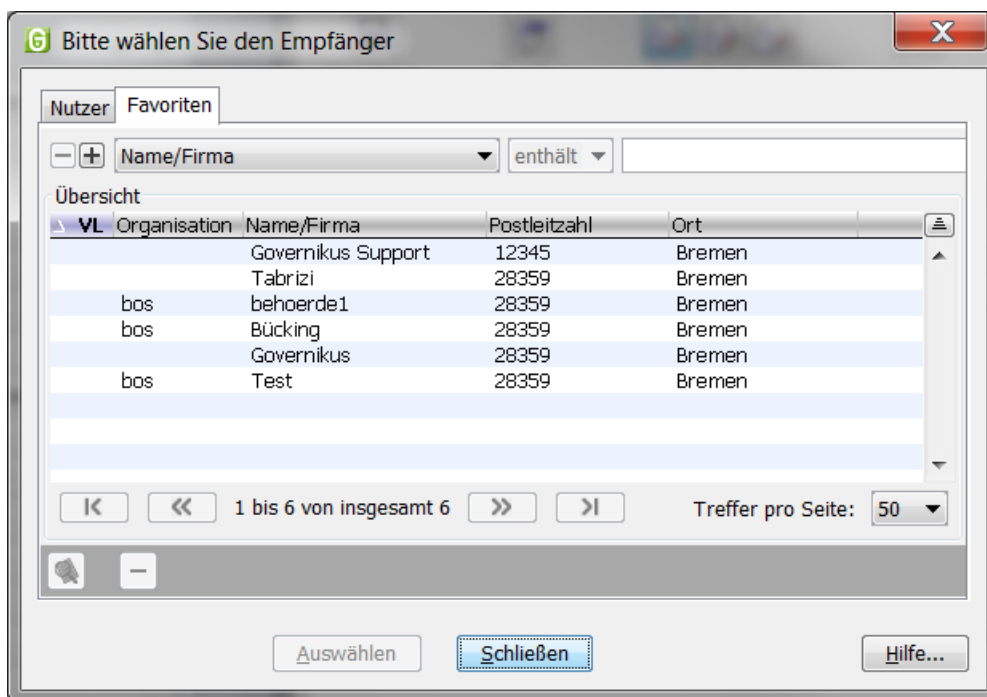 Bitte wählen Sie den Empfänger
Nutzer Favoriten
Name/Firma enthält
Übersicht
VL Organisation Name/Firma Postleitzahl Ort
Governikus Support 12345 Bremen
Tabrizi 28359 Bremen
bos behoerde1 28359 Bremen
bos Bücking 28359 Bremen
Governikus 28359 Bremen
bos Test 28359 Bremen
1 bis 6 von insgesamt 6 Treffer pro Seite: 50
Auswählen Schließen Hilfe...